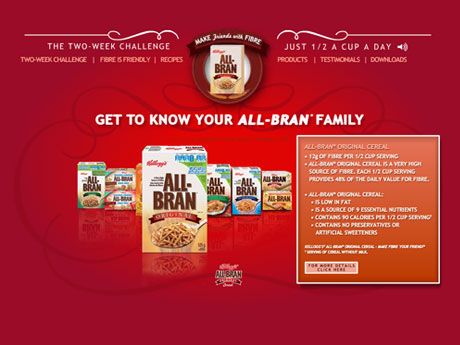 MAKE Friends with FIBRE
THE TWO-WEEK CHALLENGE
JUST 1/2 A CUP A DAY
Kellogg's
ALL-BRAN
TWO-WEEK CHALLENGE | FIBRE IS FRIENDLY | RECIPES
PRODUCTS | TESTIMONIALS | DOWNLOADS
GET TO KNOW YOUR ALL-BRAN* FAMILY
Kellogg's
ALL-BRAN
ORIGINAL
ALL-BRAN* ORIGINAL CEREAL
• 12g OF FIBRE PER 1/2 CUP SERVING
• ALL-BRAN* ORIGINAL CEREAL IS A VERY HIGH
SOURCE OF FIBRE. EACH 1/2 CUP SERVING
PROVIDES 48% OF THE DAILY VALUE FOR FIBRE.
• ALL-BRAN* ORIGINAL CEREAL:
• IS LOW IN FAT
• IS A SOURCE OF 9 ESSENTIAL NUTRIENTS
• CONTAINS 90 CALORIES PER 1/2 CUP SERVING†
• CONTAINS NO PRESERVATIVES OR
ARTIFICIAL SWEETENERS
KELLOGG'S* ALL-BRAN* ORIGINAL CEREAL - MAKE FIBRE YOUR FRIEND!*
†SERVING OF CEREAL WITHOUT MILK.
FOR MORE DETAILS
CLICK HERE
Kellogg's
ALL-BRAN